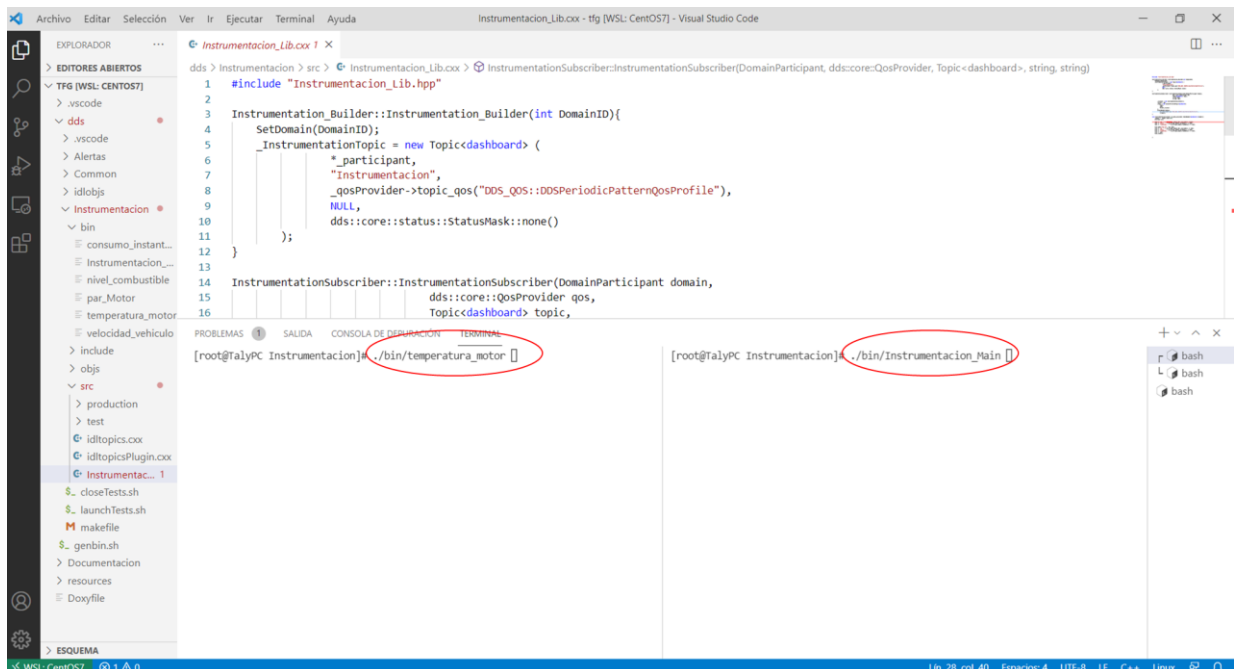 Archivo Editar Selección Ver Ir Ejecutar Terminal Ayuda
Instrumentacion_Lib.cxx - tfg [WSL: CentOS7] - Visual Studio Code
EXPLORADOR
EDITORES ABIERTOS
TFG [WSL: CENTOS7]
.vscode
dds
.vscode
Alertas
Common
idlobjs
Instrumentacion
bin
consumo_instant...
Instrumentacion_...
nivel_combustible
par_Motor
temperatura_motor
velocidad_vehiculo
include
objs
src
production
test
idltopics.cxx
idltopicsPlugin.cxx
Instrumentac... 1
closeTests.sh
launchTests.sh
makefile
genbin.sh
Documentacion
resources
Doxyfile
ESQUEMA
Instrumentacion_Lib.cxx 1
dds > Instrumentacion > src > Instrumentacion_Lib.cxx > InstrumentationSubscriber::InstrumentationSubscriber(DomainParticipant, dds::core::QosProvider, Topic<dashboard>, string, string)
1 #include "Instrumentacion_Lib.hpp"
2
3 Instrumentation_Builder::Instrumentation_Builder(int DomainID){
4 SetDomain(DomainID);
5 _InstrumentationTopic = new Topic<dashboard> (
6 *_participant,
7 "Instrumentacion",
8 _qosProvider->topic_qos("DDS_QOS::DDSPeriodicPatternQosProfile"),
9 NULL,
10 dds::core::status::StatusMask::none()
11 );
12 }
13
14 InstrumentationSubscriber::InstrumentationSubscriber(DomainParticipant domain,
15 dds::core::QosProvider qos,
16 Topic<dashboard> topic,
PROBLEMAS 1 SALIDA CONSOLA DE DEPURACIÓN TERMINAL
[root@TalyPC Instrumentacion]# ./bin/temperatura_motor
[root@TalyPC Instrumentacion]# ./bin/Instrumentacion_Main
bash
bash
bash
WSL: CentOS7 1 0
Lín. 28, col. 40 Espacios: 4 UTF-8 LF C++ Linux